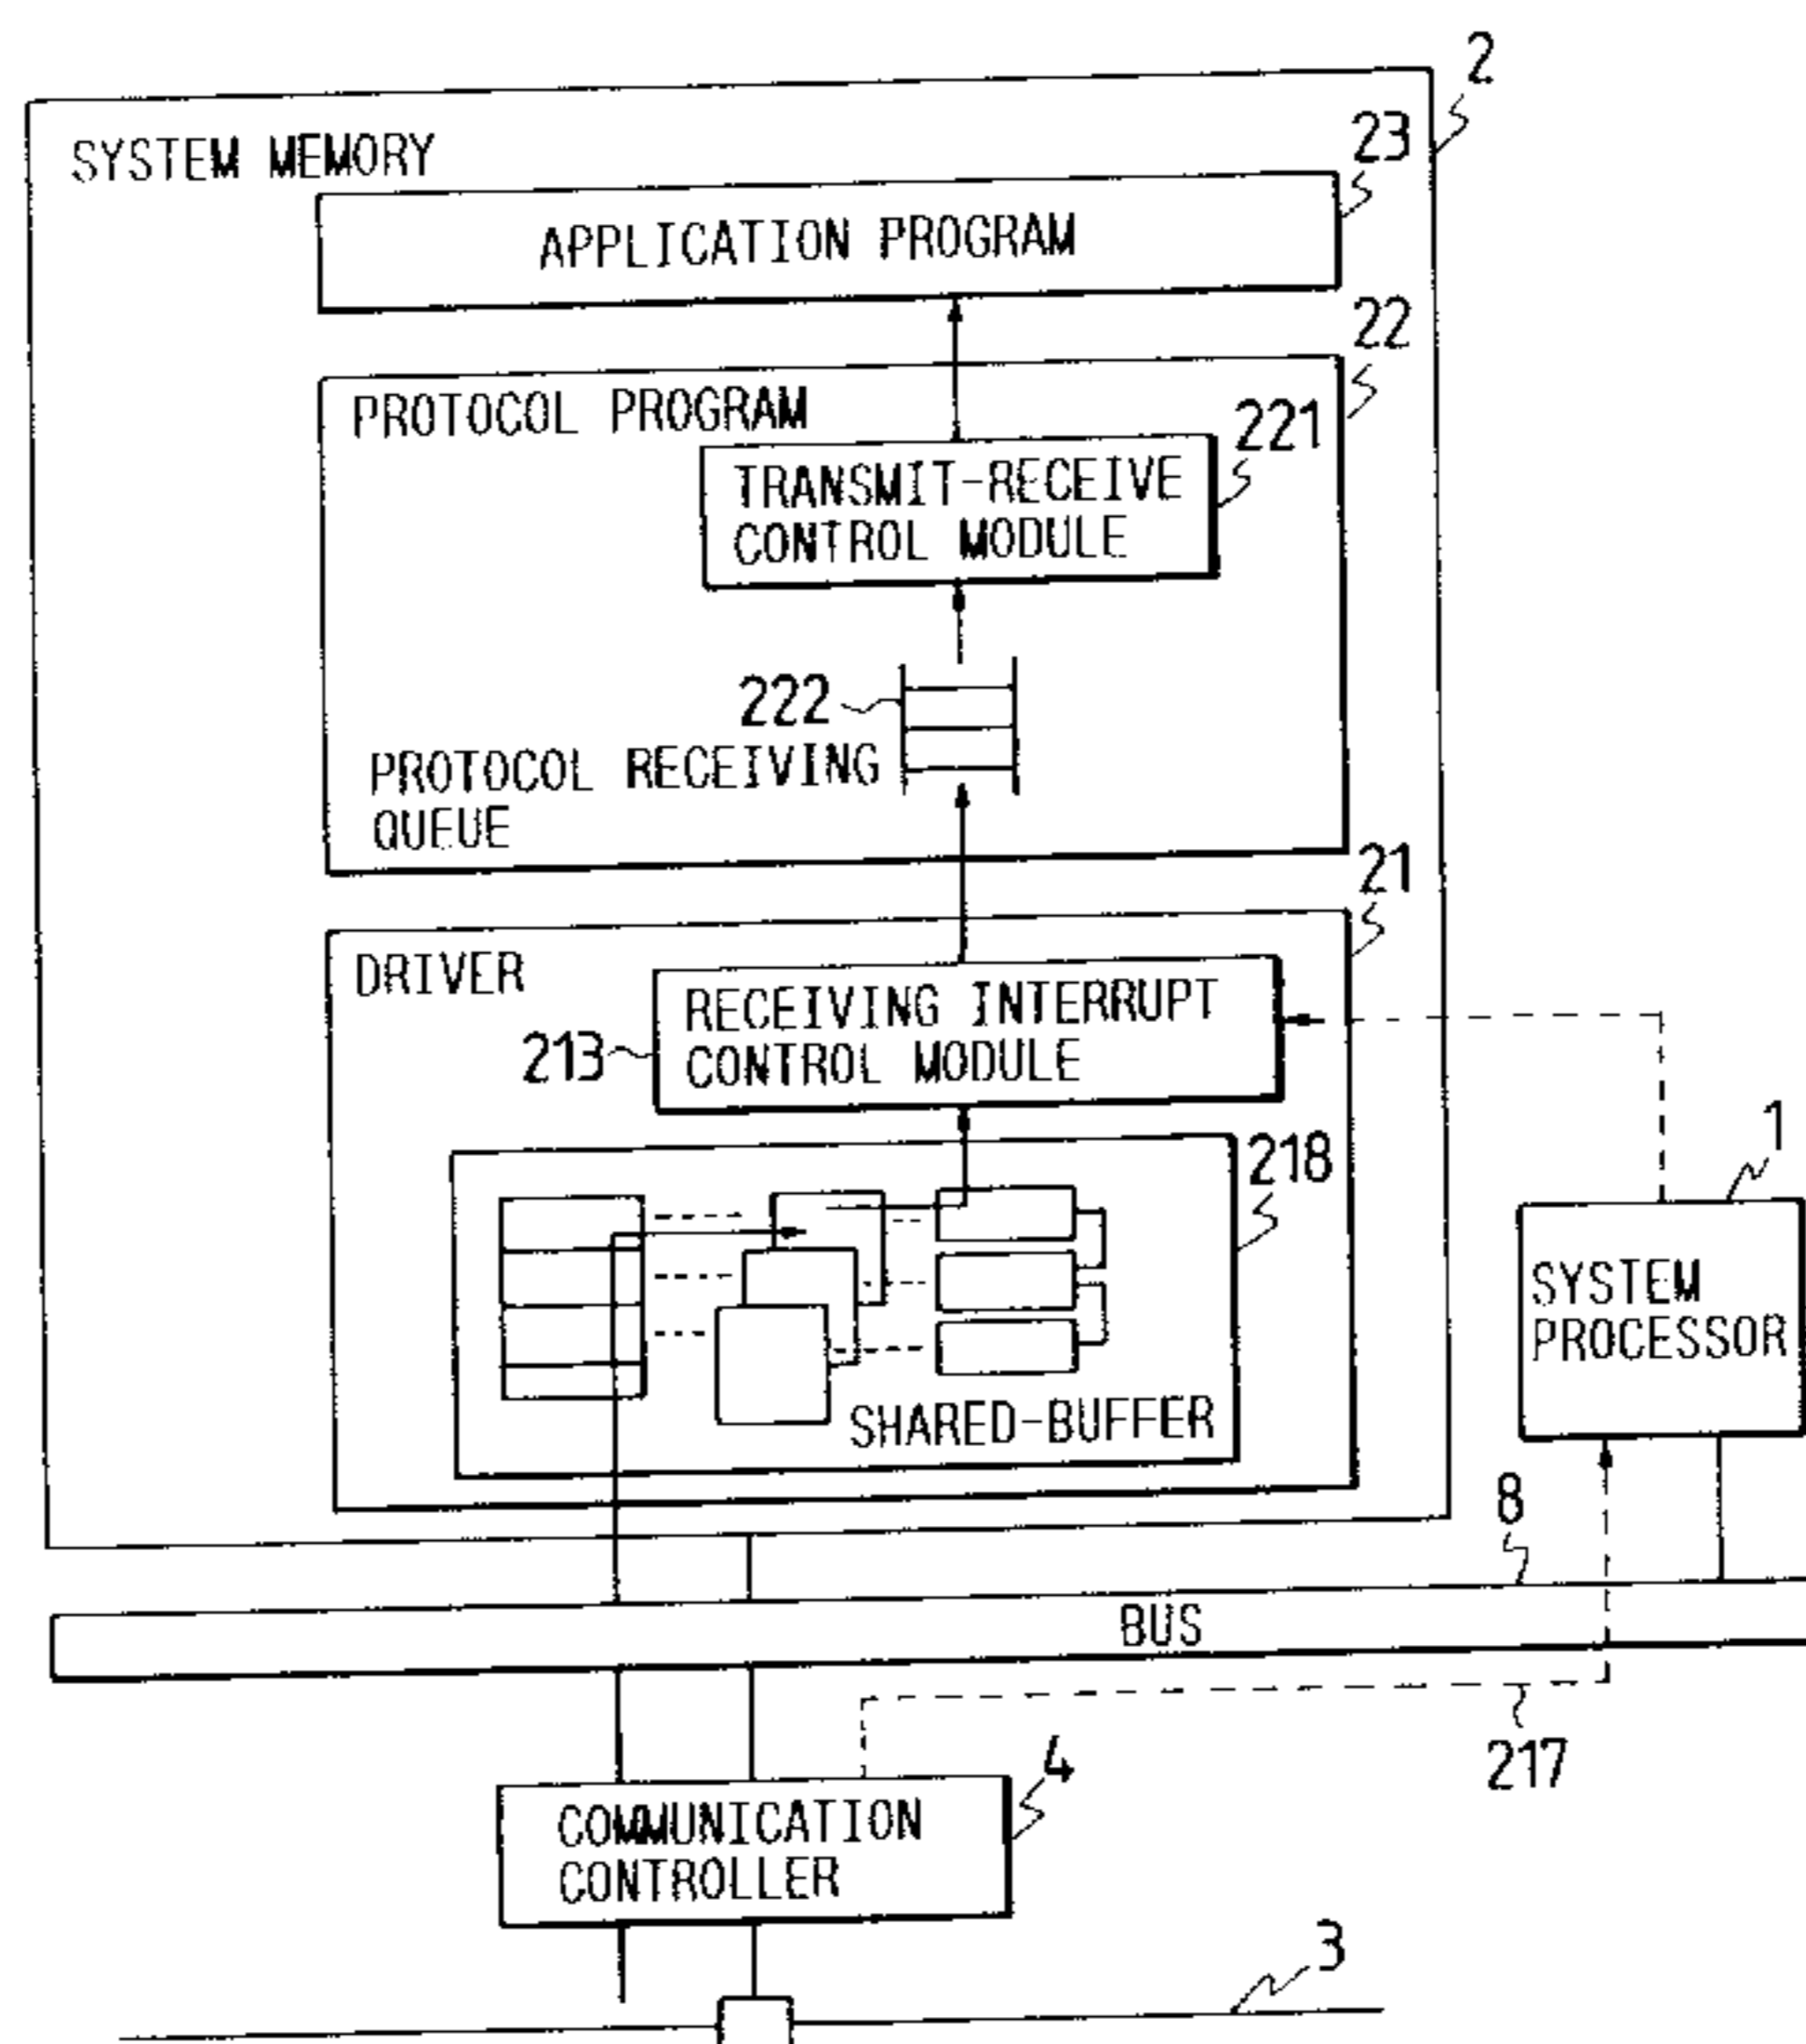 2
SYSTEM MEMORY
23
APPLICATION PROGRAM
22
PROTOCOL PROGRAM
221
TRANSMIT-RECEIVE
CONTROL MODULE
222
PROTOCOL RECEIVING
QUEUE
21
DRIVER
RECEIVING INTERRUPT
CONTROL MODULE
213
218
SHARED-BUFFER
1
SYSTEM
PROCESSOR
8
BUS
217
4
COMMUNICATION
CONTROLLER
3